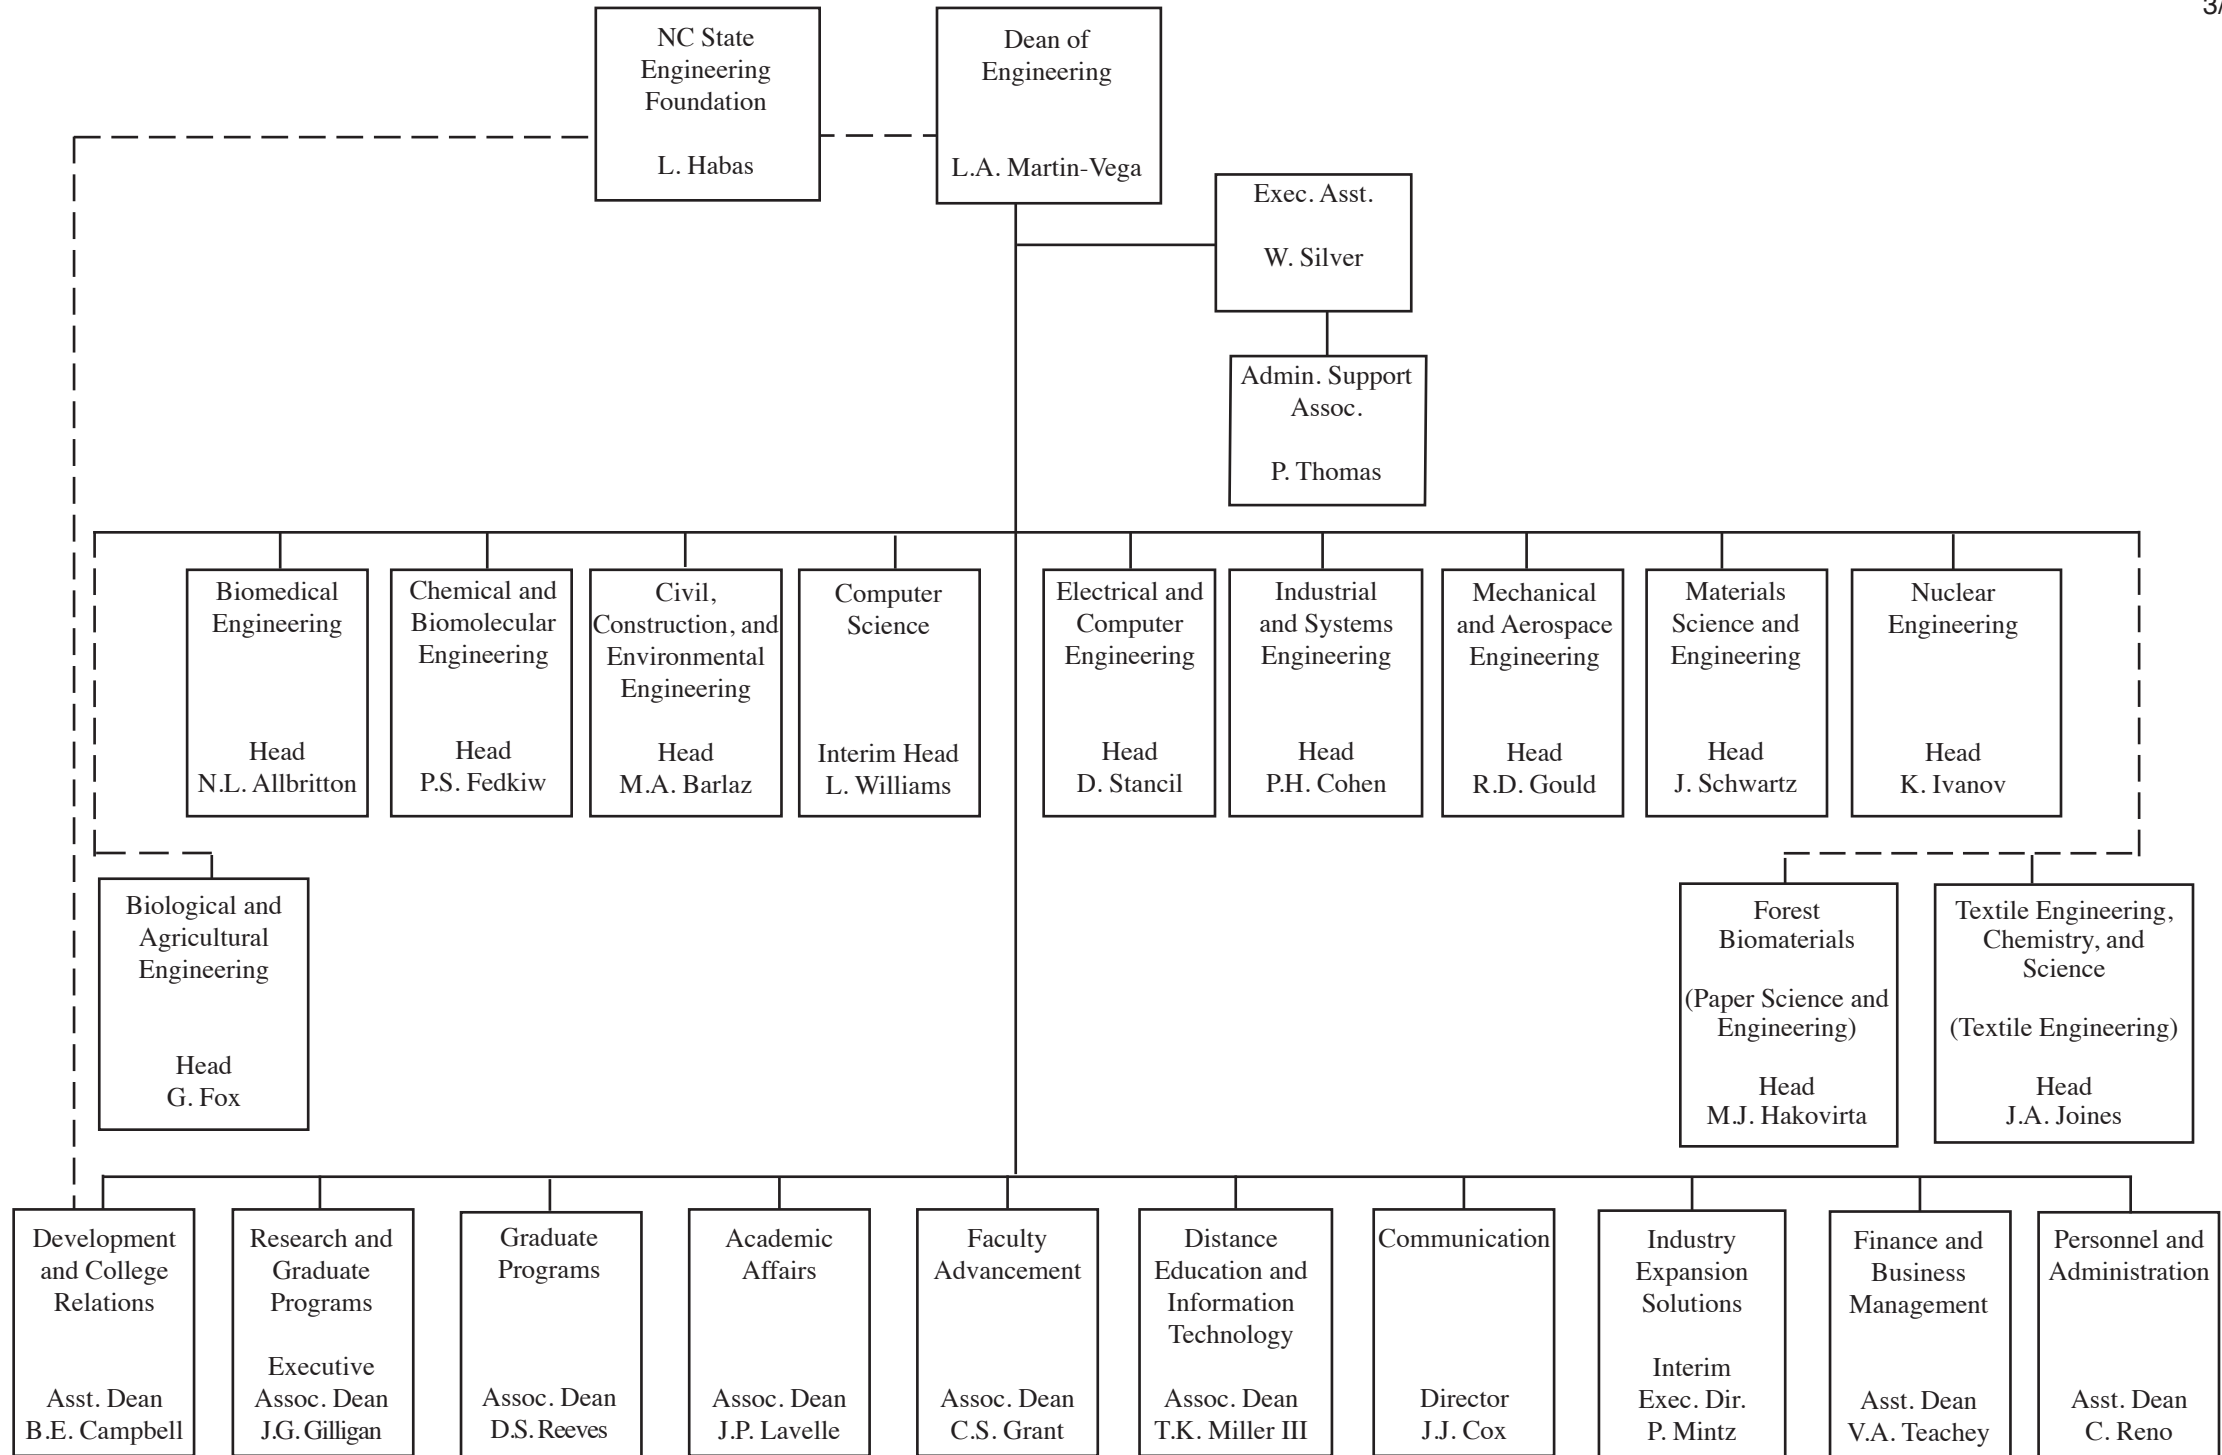 3/
NC State
Engineering
Foundation
L. Habas
Dean of
Engineering
L.A. Martin-Vega
Exec. Asst.
W. Silver
Admin. Support
Assoc.
P. Thomas
Biomedical
Engineering
Head
N.L. Allbritton
Chemical and
Biomolecular
Engineering
Head
P.S. Fedkiw
Civil,
Construction, and
Environmental
Engineering
Head
M.A. Barlaz
Computer
Science
Interim Head
L. Williams
Electrical and
Computer
Engineering
Head
D. Stancil
Industrial
and Systems
Engineering
Head
P.H. Cohen
Mechanical
and Aerospace
Engineering
Head
R.D. Gould
Materials
Science and
Engineering
Head
J. Schwartz
Nuclear
Engineering
Head
K. Ivanov
Biological and
Agricultural
Engineering
Head
G. Fox
Forest
Biomaterials
(Paper Science and
Engineering)
Head
M.J. Hakovirta
Textile Engineering,
Chemistry, and
Science
(Textile Engineering)
Head
J.A. Joines
Development
and College
Relations
Asst. Dean
B.E. Campbell
Research and
Graduate
Programs
Executive
Assoc. Dean
J.G. Gilligan
Graduate
Programs
Assoc. Dean
D.S. Reeves
Academic
Affairs
Assoc. Dean
J.P. Lavelle
Faculty
Advancement
Assoc. Dean
C.S. Grant
Distance
Education and
Information
Technology
Assoc. Dean
T.K. Miller III
Communication
Director
J.J. Cox
Industry
Expansion
Solutions
Interim
Exec. Dir.
P. Mintz
Finance and
Business
Management
Asst. Dean
V.A. Teachey
Personnel and
Administration
Asst. Dean
C. Reno